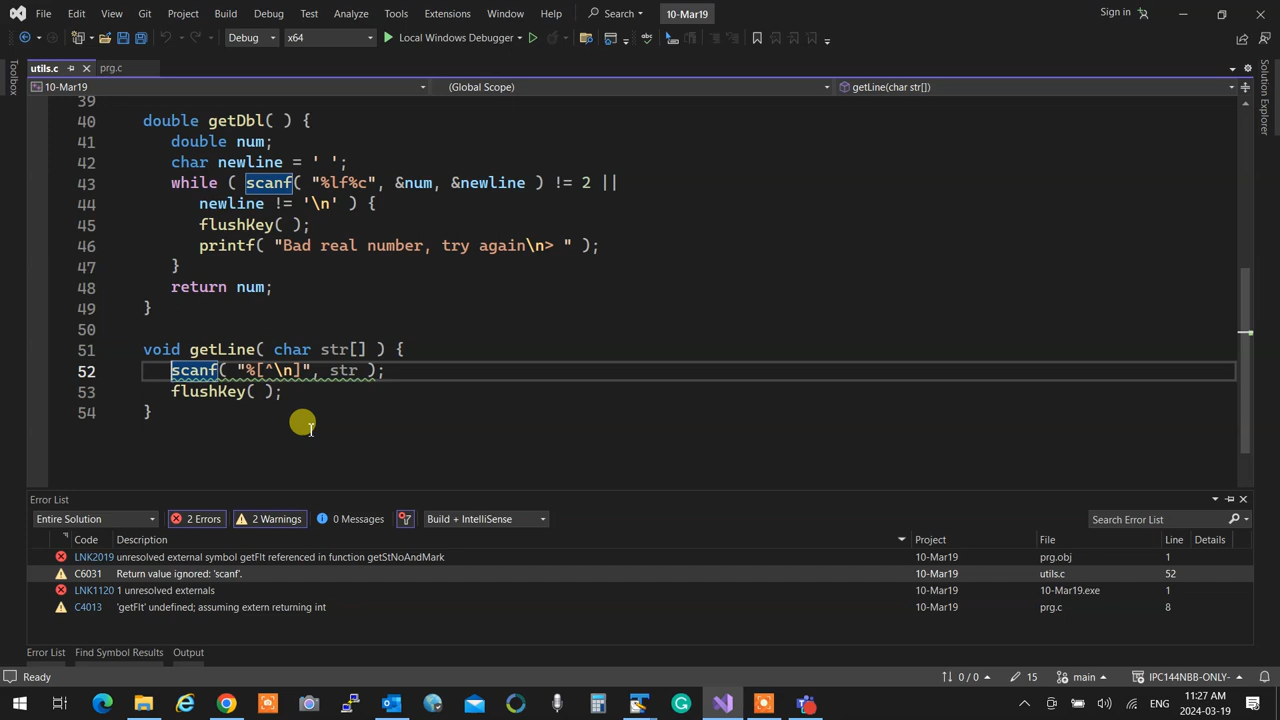 File Edit View Git Project Build Debug Test Analyze Tools Extensions Window Help Search 10-Mar19 Sign in
Debug x64 Local Windows Debugger
utils.c prg.c
10-Mar19 (Global Scope) getLine(char str[])
39
40 double getDbl( ) {
41 double num;
42 char newline = ' ';
43 while ( scanf( "%lf%c", &num, &newline ) != 2 ||
44 newline != '\n' ) {
45 flushKey( );
46 printf( "Bad real number, try again\n> " );
47 }
48 return num;
49 }
50
51 void getLine( char str[] ) {
52 scanf( "%[^\n]", str );
53 flushKey( );
54 }
Toolbox
Solution Explorer
Error List
Entire Solution 2 Errors 2 Warnings 0 Messages Build + IntelliSense Search Error List
Code Description Project File Line Details
LNK2019 unresolved external symbol getFlt referenced in function getStNoAndMark 10-Mar19 prg.obj 1
C6031 Return value ignored: 'scanf'. 10-Mar19 utils.c 52
LNK1120 1 unresolved externals 10-Mar19 10-Mar19.exe 1
C4013 'getFlt' undefined; assuming extern returning int 10-Mar19 prg.c 8
Error List Find Symbol Results Output
Ready 0 / 0 15 main IPC144NBB-ONLY-
ENG 11:27 AM
2024-03-19